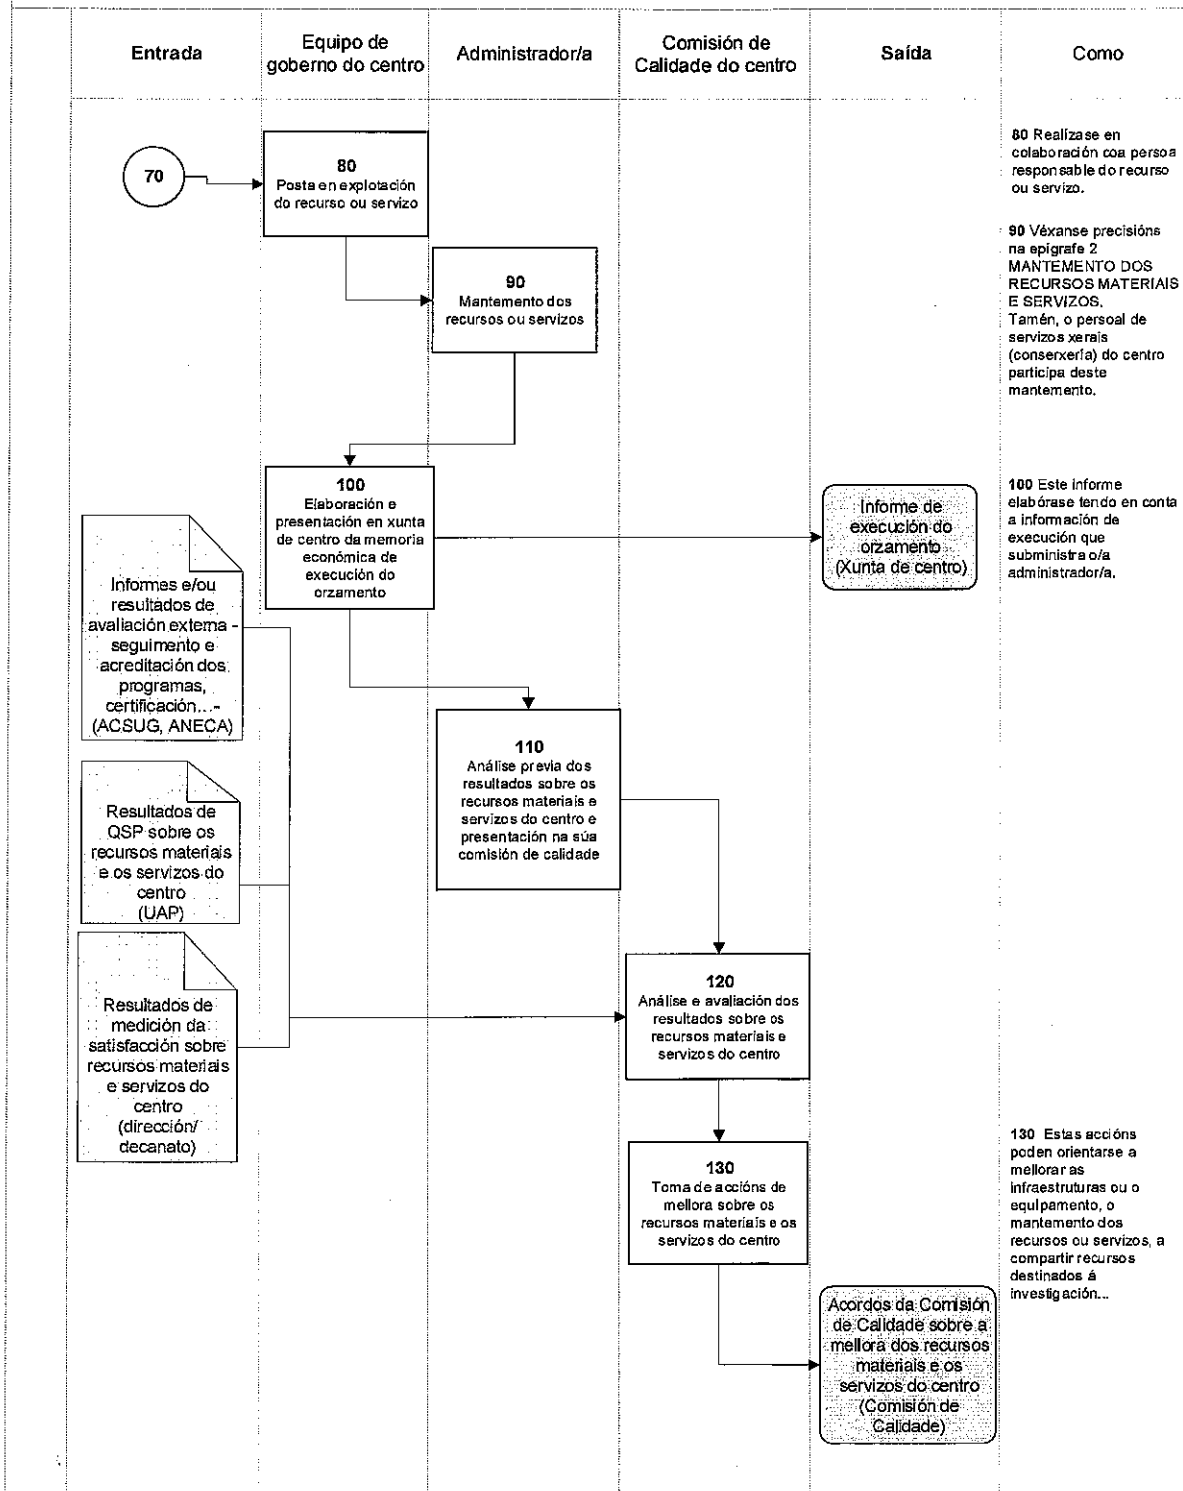 Entrada
Equipo de
goberno do centro
Administrador/a
Comisión de
Calidade do centro
Saída
Como
70
80
Posta en explotación
do recurso ou servizo
80 Realízase en
colaboración coa persoa
responsable do recurso
ou servizo.
90
Mantemento dos
recursos ou servizos
90 Véxanse precisións
na epígrafe 2
MANTEMENTO DOS
RECURSOS MATERIAIS
E SERVIZOS.
Tamén, o persoal de
servizos xerais
(conserxería) do centro
participa deste
mantemento.
100
Elaboración e
presentación en xunta
de centro da memoria
económica de
execución do
orzamento
Informe de
execución do
orzamento
(Xunta de centro)
100 Este informe
elabórase tendo en conta
a información de
execución que
subministra o/a
administrador/a.
Informes e/ou
resultados de
avaliación externa -
seguimento e
acreditación dos
programas,
certificación...-
(ACSUG, ANECA)
110
Análise previa dos
resultados sobre os
recursos materiais e
servizos do centro e
presentación na súa
comisión de calidade
Resultados de
QSP sobre os
recursos materiais
e os servizos do
centro
(UAP)
Resultados de
medición da
satisfacción sobre
recursos materiais
e servizos do
centro
(dirección/
decanato)
120
Análise e avaliación dos
resultados sobre os
recursos materiais e
servizos do centro
130
Toma de accións de
mellora sobre os
recursos materiais e os
servizos do centro
130 Estas accións
poden orientarse a
mellorar as
infraestruturas ou o
equipamento, o
mantemento dos
recursos ou servizos, a
compartir recursos
destinados á
investigación...
Acordos da Comisión
de Calidade sobre a
mellora dos recursos
materiais e os
servizos do centro
(Comisión de
Calidade)